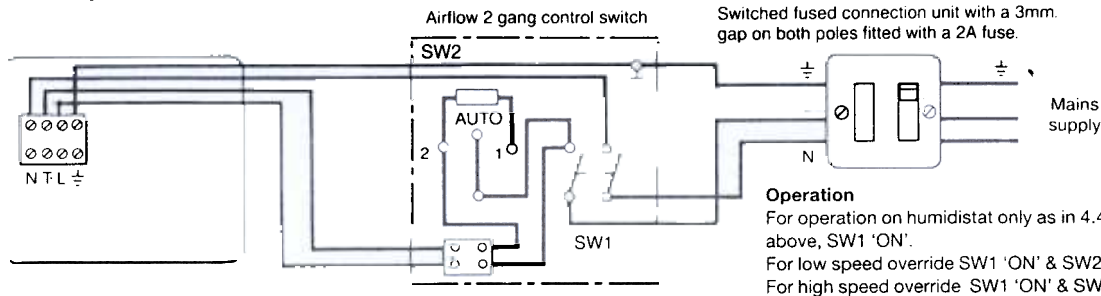 Airflow 2 gang control switch
Switched fused connection unit with a 3mm.
gap on both poles fitted with a 2A fuse.
SW2
AUTO
2
1
Mains
supply
N
N T L
SW1
Operation
For operation on humidistat only as in 4.4
above, SW1 'ON'.
For low speed override SW1 'ON' & SW2
For high speed override SW1 'ON' & SW